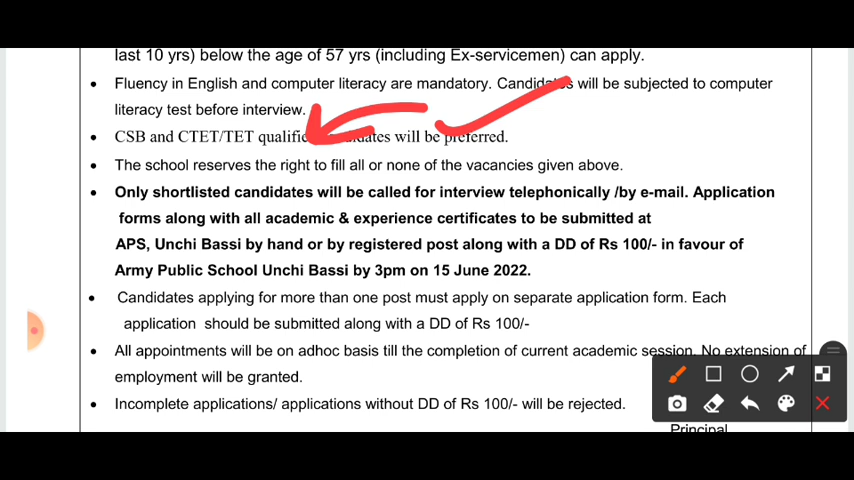 last 10 yrs) below the age of 57 yrs (including Ex-servicemen) can apply.
• Fluency in English and computer literacy are mandatory. Candidates will be subjected to computer
literacy test before interview.
• CSB and CTET/TET qualified candidates will be preferred.
• The school reserves the right to fill all or none of the vacancies given above.
• Only shortlisted candidates will be called for interview telephonically /by e-mail. Application
forms along with all academic & experience certificates to be submitted at
APS, Unchi Bassi by hand or by registered post along with a DD of Rs 100/- in favour of
Army Public School Unchi Bassi by 3pm on 15 June 2022.
• Candidates applying for more than one post must apply on separate application form. Each
application should be submitted along with a DD of Rs 100/-
• All appointments will be on adhoc basis till the completion of current academic session. No extension of
employment will be granted.
• Incomplete applications/ applications without DD of Rs 100/- will be rejected.
Principal